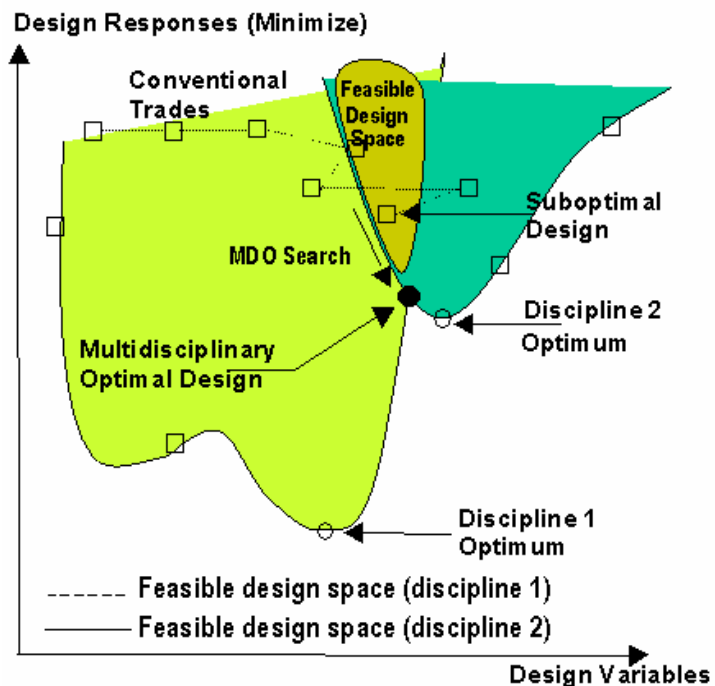 Design Responses (Minimize)
Conventional
Trades
Feasible
Design
Space
Suboptimal
Design
MDO Search
Discipline 2
Optimum
Multidisciplinary
Optimal Design
Discipline 1
Optimum
Feasible design space (discipline 1)
Feasible design space (discipline 2)
Design Variables